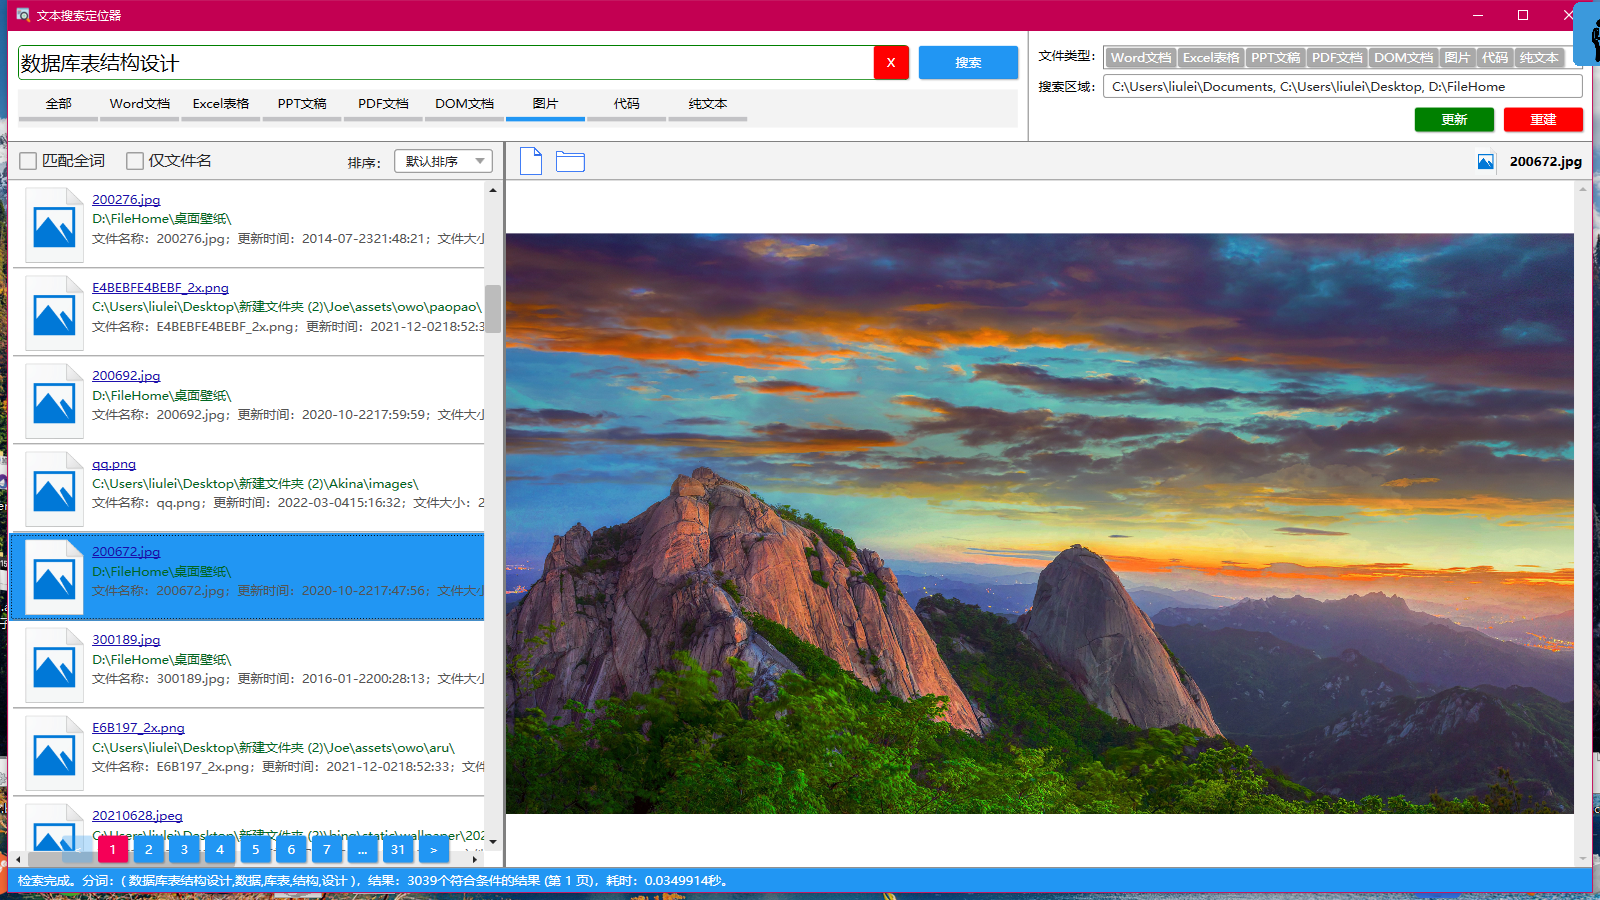 文本搜索定位器
数据库表结构设计
X
搜索
文件类型:
Word文档 Excel表格 PPT文稿 PDF文档 DOM文档 图片 代码 纯文本
搜索区域:
C:\Users\liulei\Documents, C:\Users\liulei\Desktop, D:\FileHome
更新
重建
全部 Word文档 Excel表格 PPT文稿 PDF文档 DOM文档 图片 代码 纯文本
匹配全词
仅文件名
排序:
默认排序
200672.jpg
200276.jpg
D:\FileHome\桌面壁纸\
文件名称：200276.jpg；更新时间：2014-07-2321:48:21；文件大小
E4BEBFE4BEBF_2x.png
C:\Users\liulei\Desktop\新建文件夹 (2)\Joe\assets\owo\paopao\
文件名称：E4BEBFE4BEBF_2x.png；更新时间：2021-12-0218:52:3
200692.jpg
D:\FileHome\桌面壁纸\
文件名称：200692.jpg；更新时间：2020-10-2217:59:59；文件大小
qq.png
C:\Users\liulei\Desktop\新建文件夹 (2)\Akina\images\
文件名称：qq.png；更新时间：2022-03-0415:16:32；文件大小：2
200672.jpg
D:\FileHome\桌面壁纸\
文件名称：200672.jpg；更新时间：2020-10-2217:47:56；文件大小
300189.jpg
D:\FileHome\桌面壁纸\
文件名称：300189.jpg；更新时间：2016-01-2200:28:13；文件大小
E6B197_2x.png
C:\Users\liulei\Desktop\新建文件夹 (2)\Joe\assets\owo\aru\
文件名称：E6B197_2x.png；更新时间：2021-12-0218:52:33；文件
20210628.jpeg
C:\Users\liulei\Desktop\新建文件夹 (2)\bing\static\wallpaper\202
< 1 2 3 4 5 6 7 ... 31 >
检索完成。分词：( 数据库表结构设计,数据,库表,结构,设计 )，结果：3039个符合条件的结果 (第 1 页)，耗时：0.0349914秒。